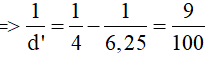 => 1/d' = 1/4 - 1/6,25 = 9/100